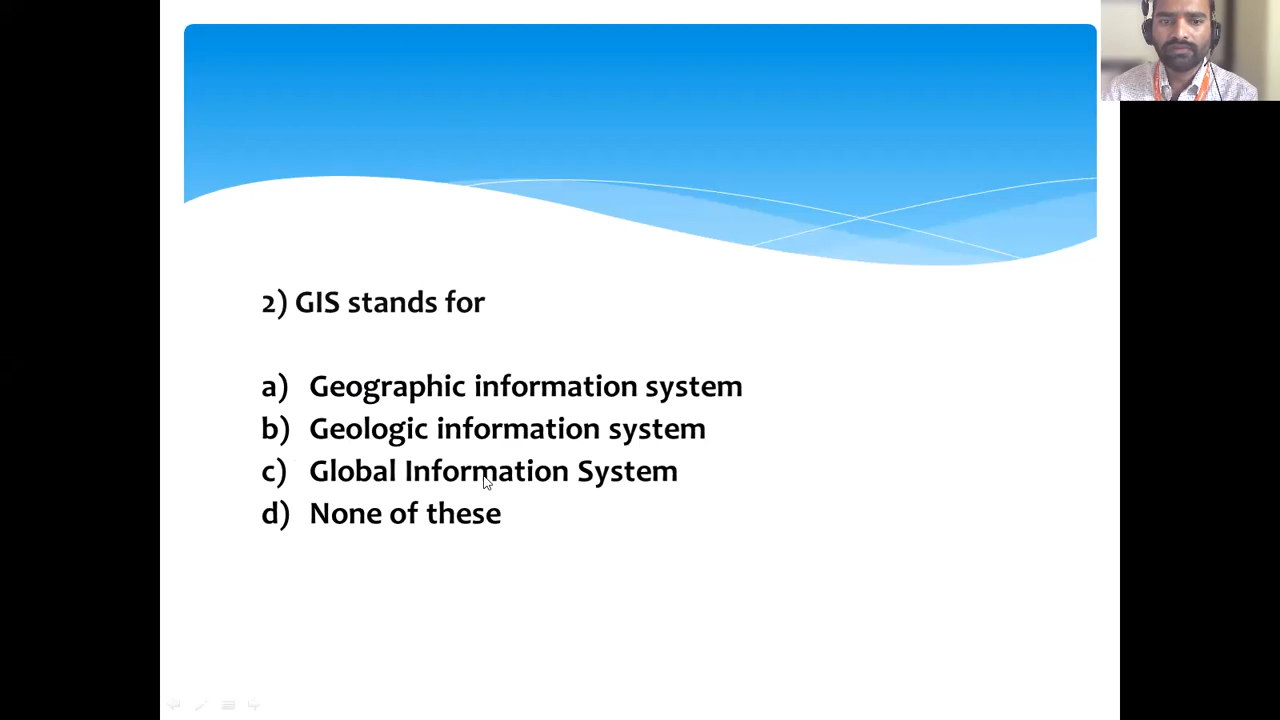 2) GIS stands for
a) Geographic information system
b) Geologic information system
c) Global Information System
d) None of these